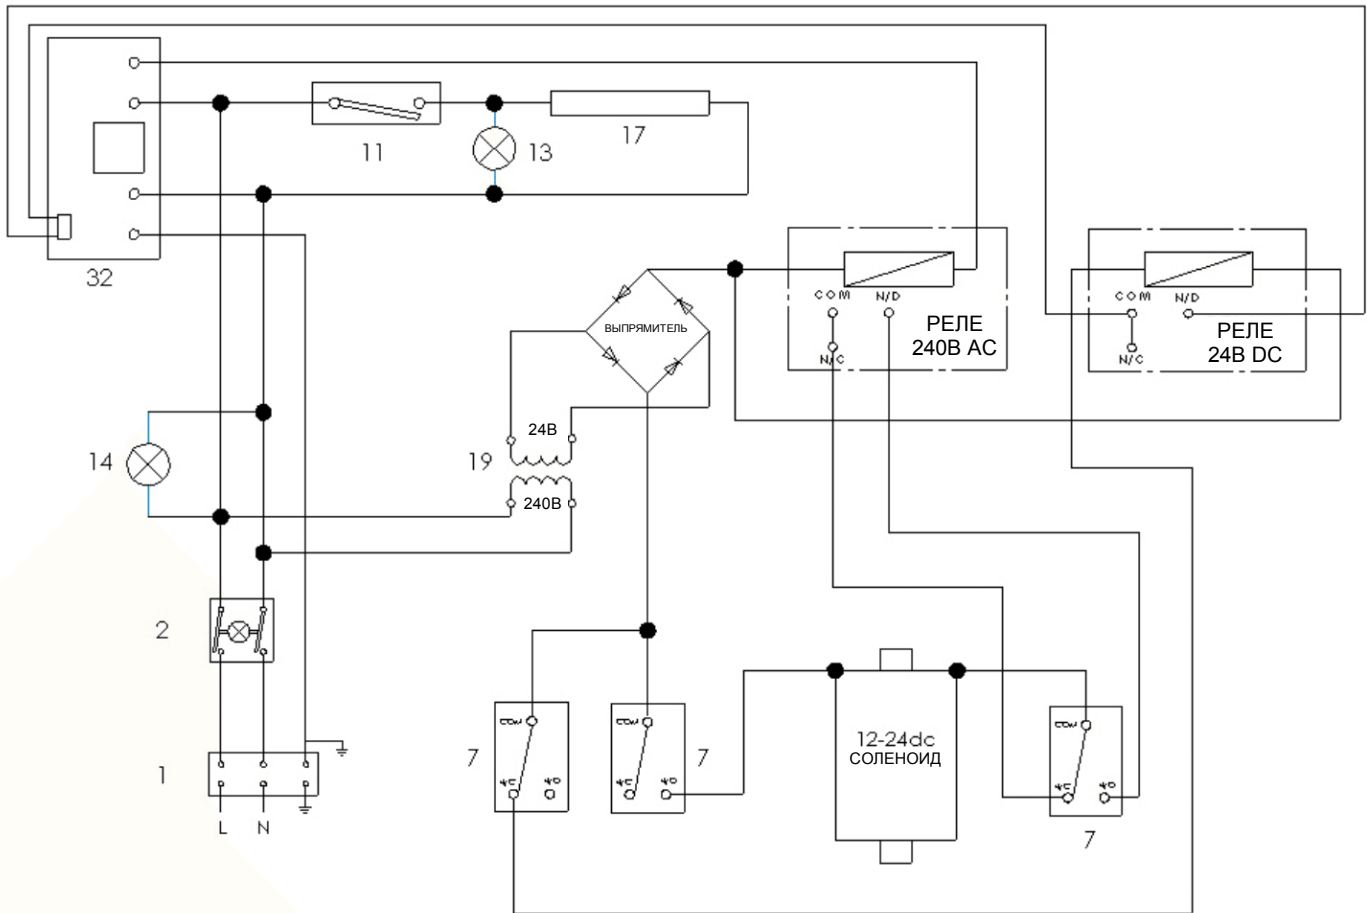 11
13
17
32
COM
N/D
N/C
РЕЛЕ
240В AC
COM
N/D
N/C
РЕЛЕ
24В DC
ВЫПРЯМИТЕЛЬ
14
19
24В
240В
2
COM
7
COM
7
12-24dc
СОЛЕНОИД
COM
7
1
L
N